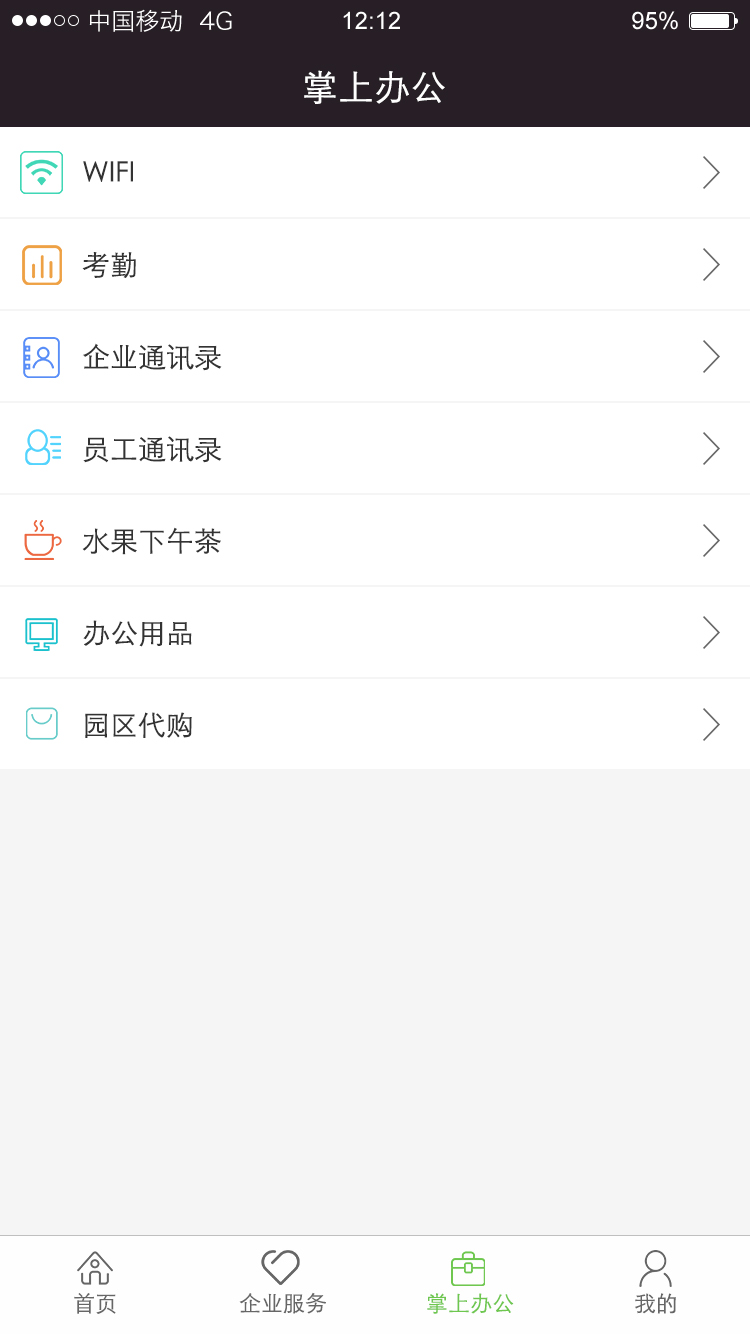 中国移动 4G 12:12 95%
掌上办公
WIFI
考勤
企业通讯录
员工通讯录
水果下午茶
办公用品
园区代购
首页 企业服务 掌上办公 我的